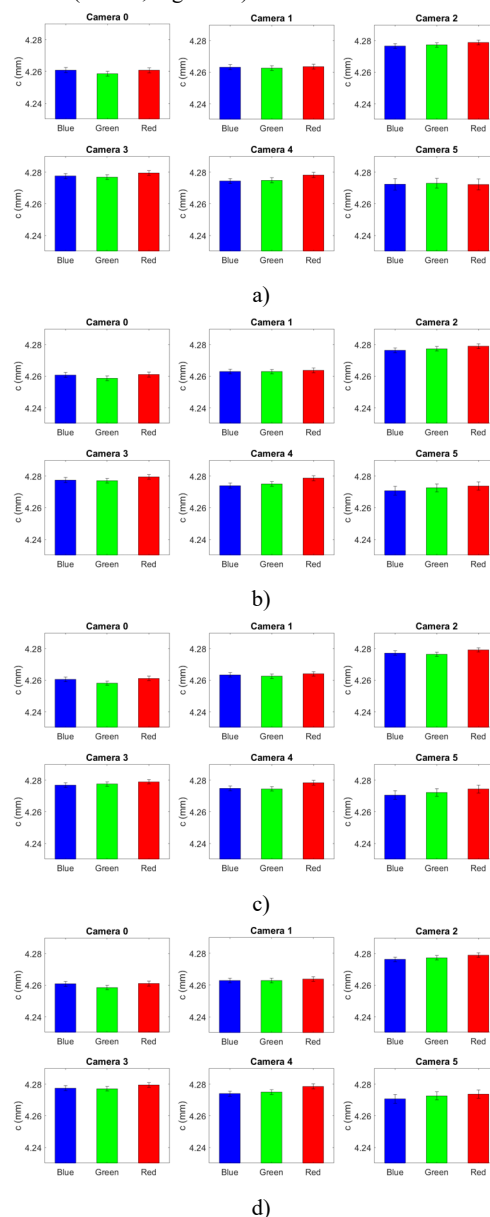 Camera 0 Camera 1 Camera 2
c (mm) c (mm) c (mm)
4.28 4.28 4.28
4.26 4.26 4.26
4.24 4.24 4.24
Blue Green Red Blue Green Red Blue Green Red
Camera 3 Camera 4 Camera 5
c (mm) c (mm) c (mm)
4.28 4.28 4.28
4.26 4.26 4.26
4.24 4.24 4.24
Blue Green Red Blue Green Red Blue Green Red
a)
Camera 0 Camera 1 Camera 2
c (mm) c (mm) c (mm)
4.28 4.28 4.28
4.26 4.26 4.26
4.24 4.24 4.24
Blue Green Red Blue Green Red Blue Green Red
Camera 3 Camera 4 Camera 5
c (mm) c (mm) c (mm)
4.28 4.28 4.28
4.26 4.26 4.26
4.24 4.24 4.24
Blue Green Red Blue Green Red Blue Green Red
b)
Camera 0 Camera 1 Camera 2
c (mm) c (mm) c (mm)
4.28 4.28 4.28
4.26 4.26 4.26
4.24 4.24 4.24
Blue Green Red Blue Green Red Blue Green Red
Camera 3 Camera 4 Camera 5
c (mm) c (mm) c (mm)
4.28 4.28 4.28
4.26 4.26 4.26
4.24 4.24 4.24
Blue Green Red Blue Green Red Blue Green Red
c)
Camera 0 Camera 1 Camera 2
c (mm) c (mm) c (mm)
4.28 4.28 4.28
4.26 4.26 4.26
4.24 4.24 4.24
Blue Green Red Blue Green Red Blue Green Red
Camera 3 Camera 4 Camera 5
c (mm) c (mm) c (mm)
4.28 4.28 4.28
4.26 4.26 4.26
4.24 4.24 4.24
Blue Green Red Blue Green Red Blue Green Red
d)